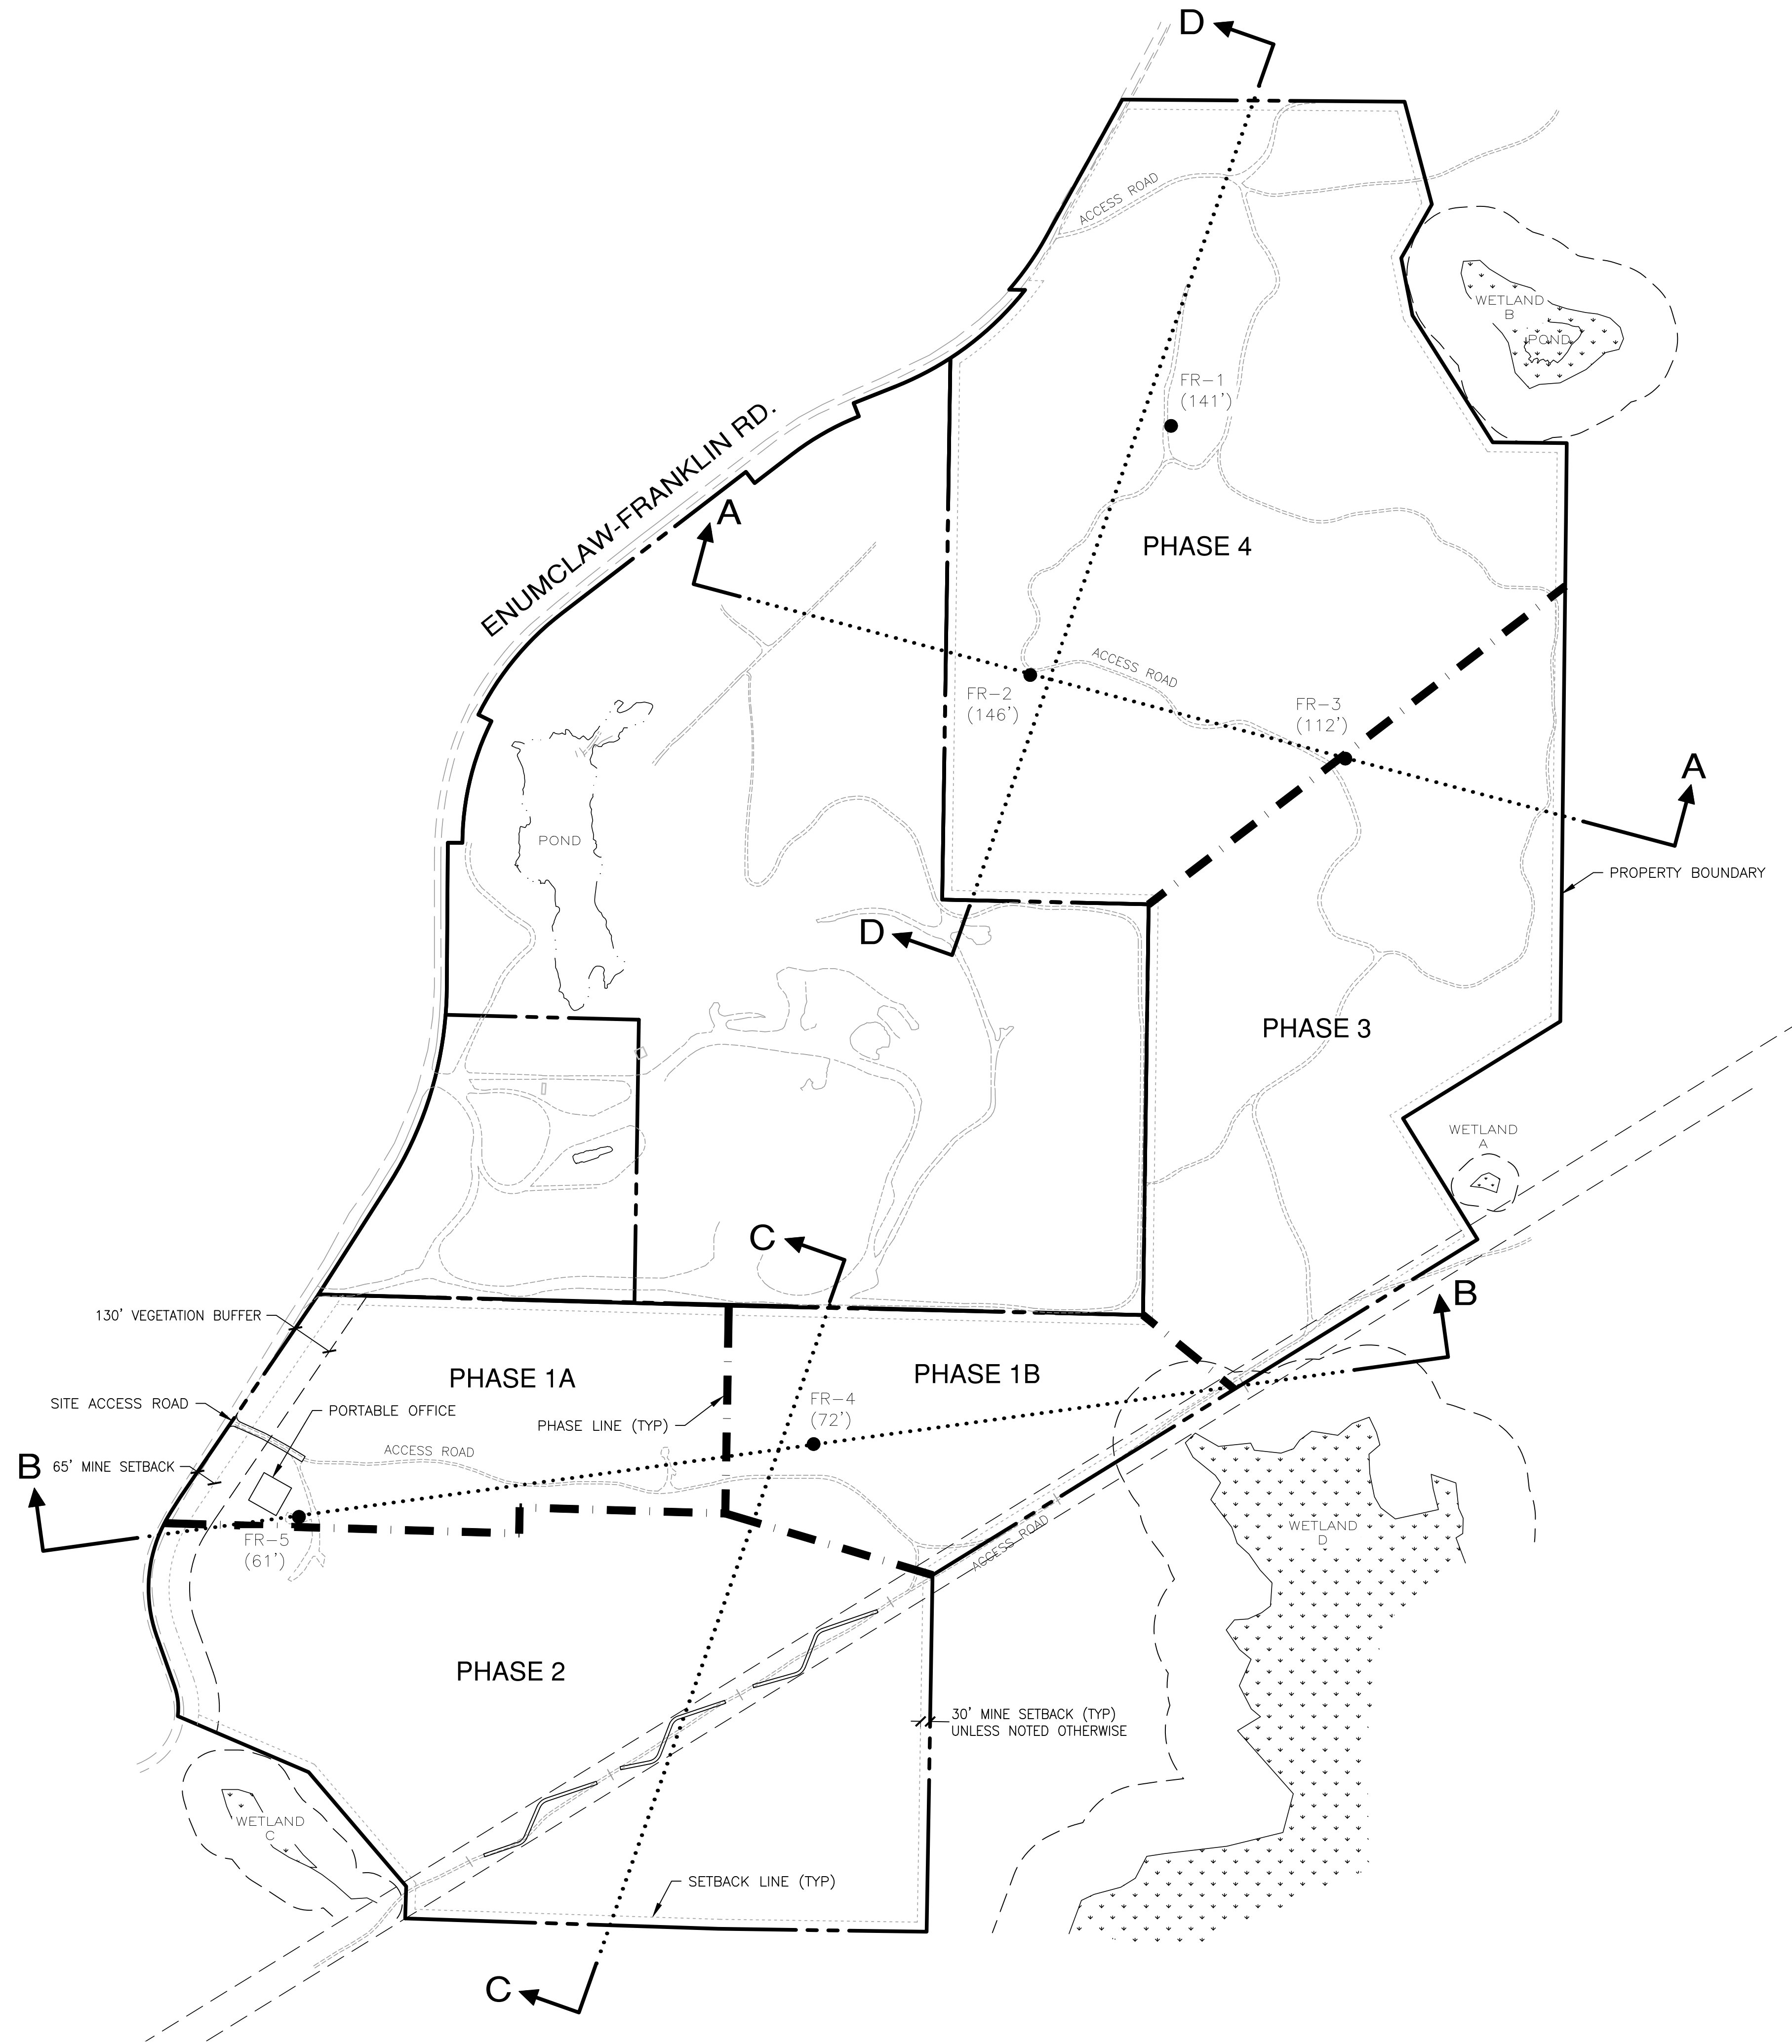 D
ACCESS ROAD
WETLAND
B
POND
FR-1
(141')
ENUMCLAW-FRANKLIN RD.
A
PHASE 4
ACCESS ROAD
FR-2
(146')
FR-3
(112')
A
POND
PROPERTY BOUNDARY
D
PHASE 3
WETLAND
A
C
B
130' VEGETATION BUFFER
PHASE 1A
PHASE 1B
SITE ACCESS ROAD
PORTABLE OFFICE
FR-4
(72')
PHASE LINE (TYP)
ACCESS ROAD
B
65' MINE SETBACK
FR-5
(61')
ACCESS ROAD
WETLAND
D
PHASE 2
30' MINE SETBACK (TYP)
UNLESS NOTED OTHERWISE
WETLAND
C
SETBACK LINE (TYP)
C